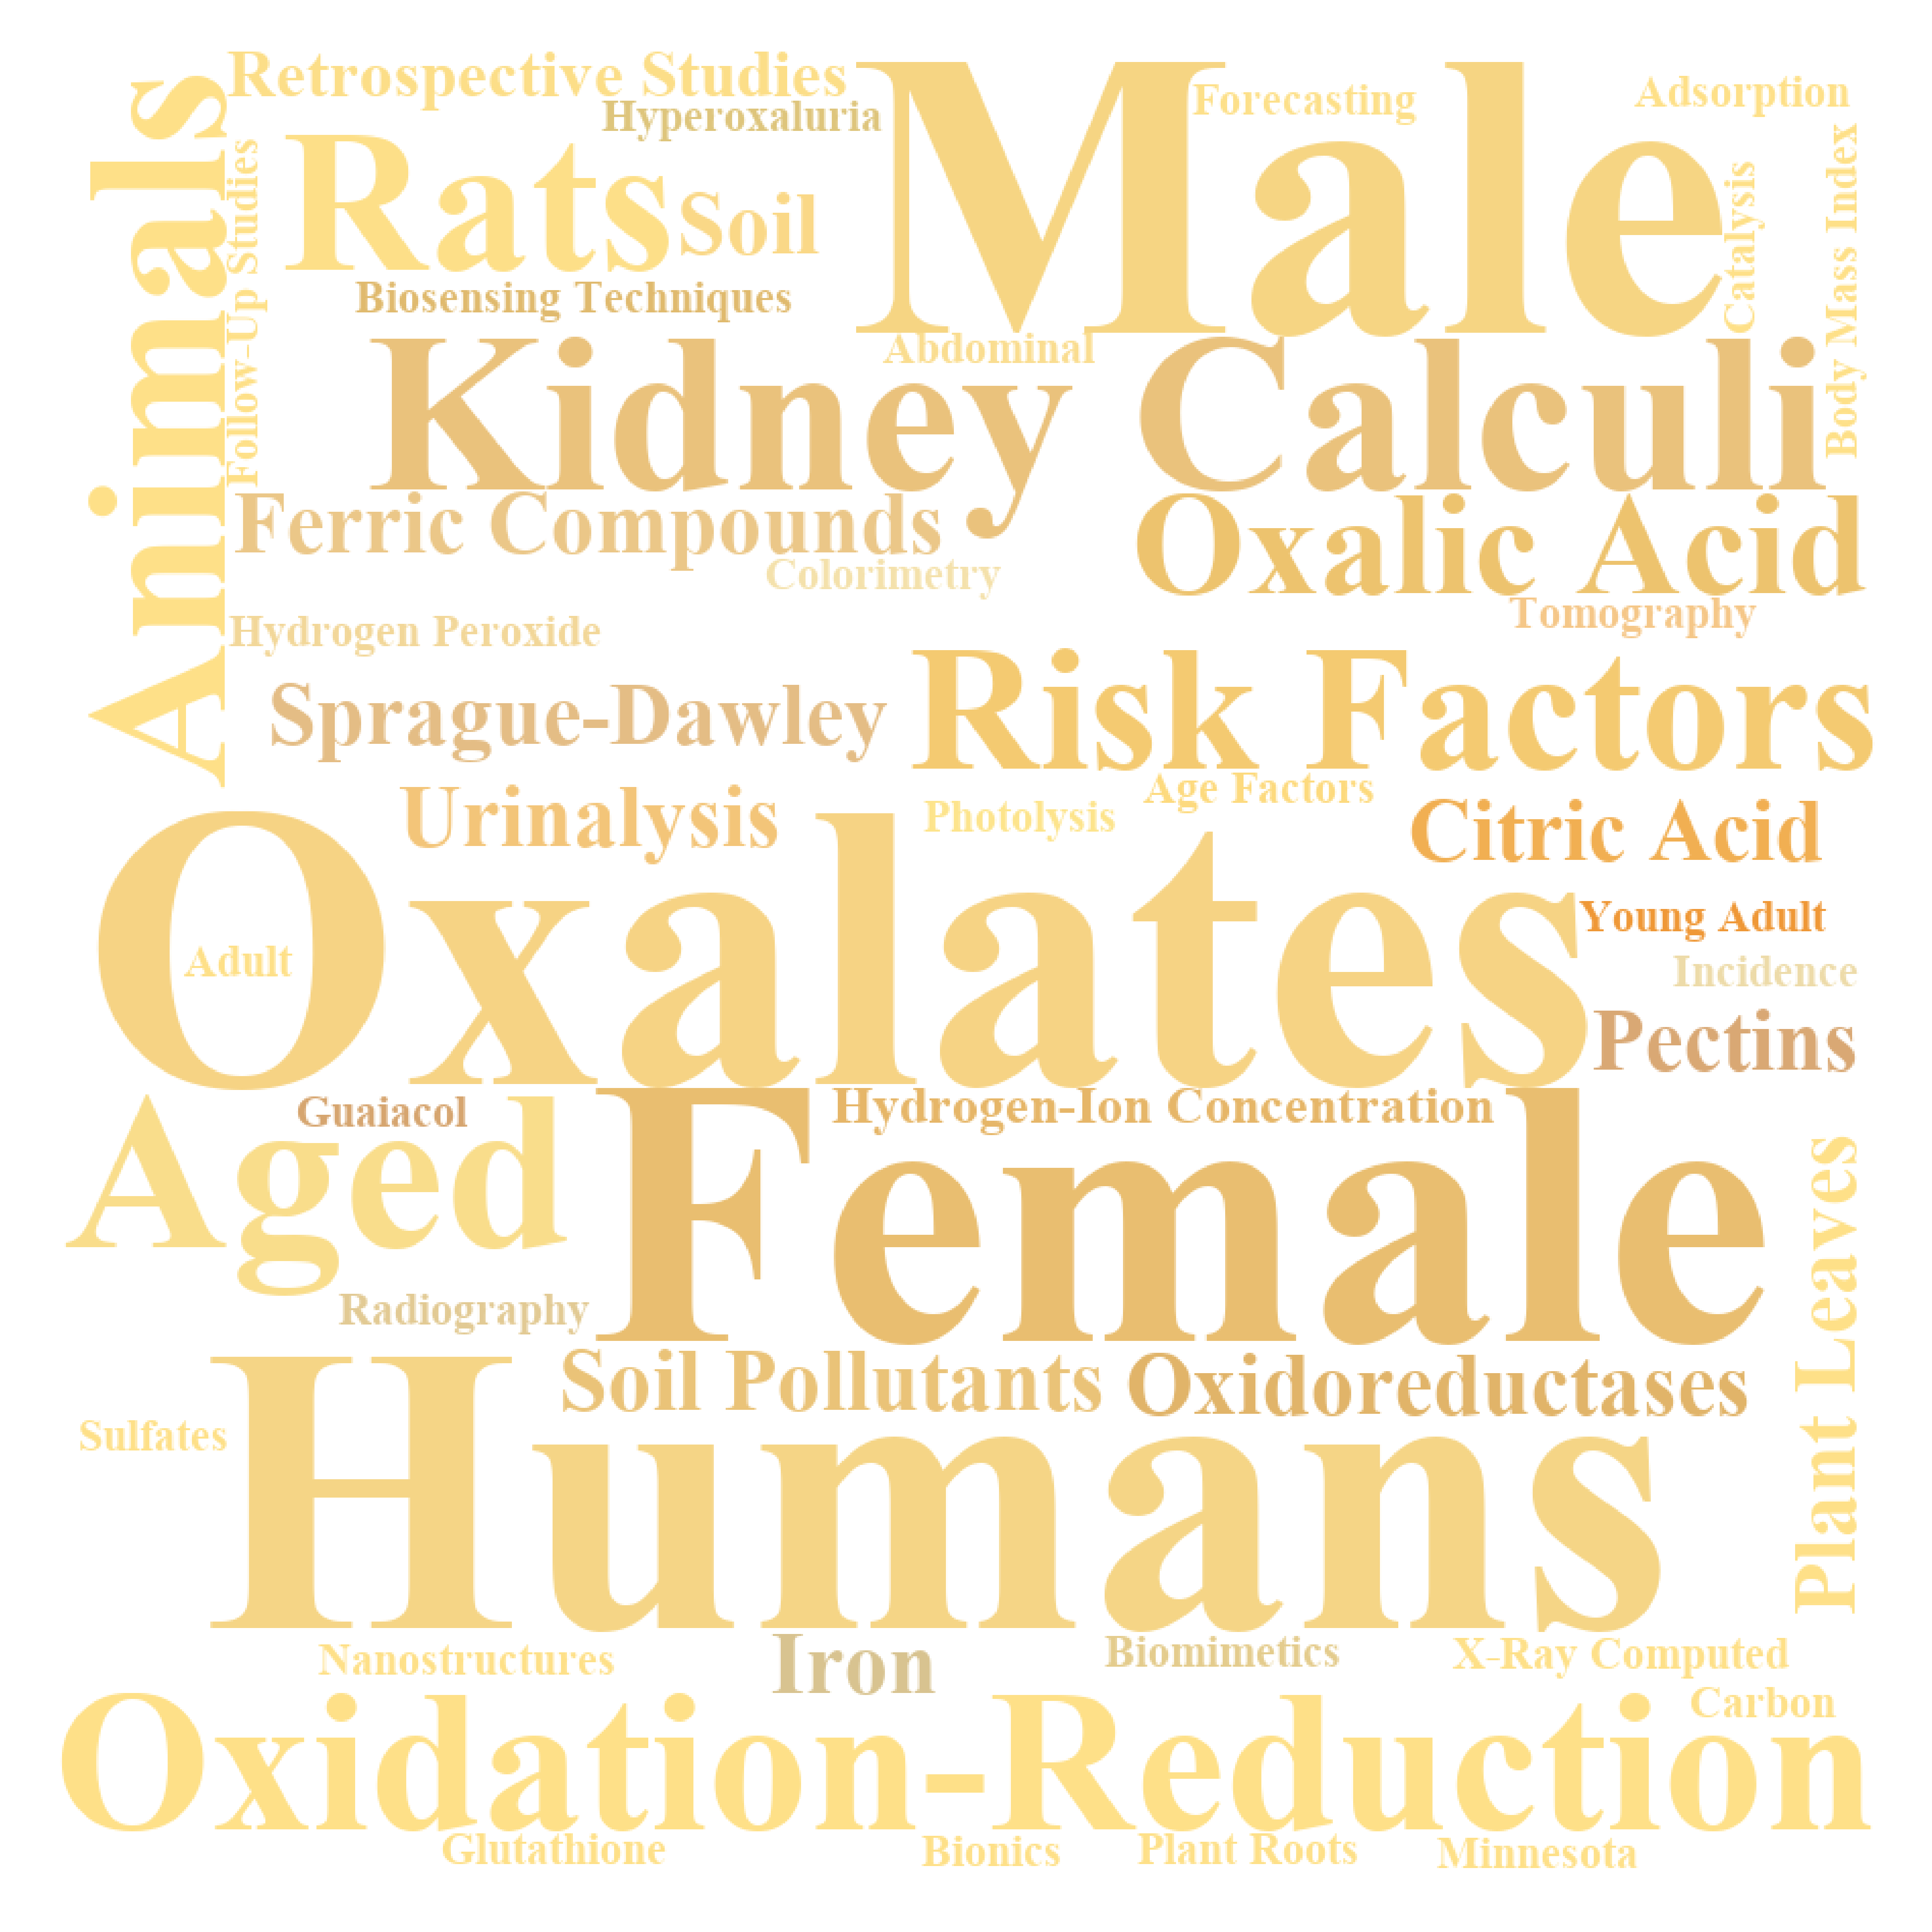 Retrospective Studies
Male
Forecasting
Adsorption
Animals
Hyperoxaluria
Rats
Soil
Follow-Up Studies
Catalysis
Body Mass Index
Biosensing Techniques
Abdominal
Kidney Calculi
Ferric Compounds
Oxalic Acid
Colorimetry
Tomography
Hydrogen Peroxide
Sprague-Dawley
Risk Factors
Age Factors
Urinalysis
Photolysis
Citric Acid
Oxalates
Young Adult
Adult
Incidence
Pectins
Guaiacol
Hydrogen-Ion Concentration
Aged
Female
Plant Leaves
Radiography
Soil Pollutants
Oxidoreductases
Sulfates
Humans
Nanostructures
Iron
Biomimetics
X-Ray Computed
Carbon
Oxidation-Reduction
Glutathione
Bionics
Plant Roots
Minnesota